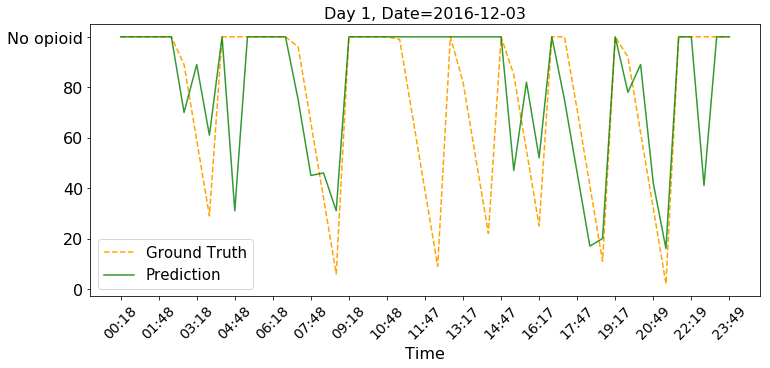 Day 1, Date=2016-12-03
No opioid
80
60
40
20
0
Ground Truth
Prediction
00:18 01:48 03:18 04:48 06:18 07:48 09:18 10:48 11:47 13:17 14:47 16:17 17:47 19:17 20:49 22:19 23:49
Time